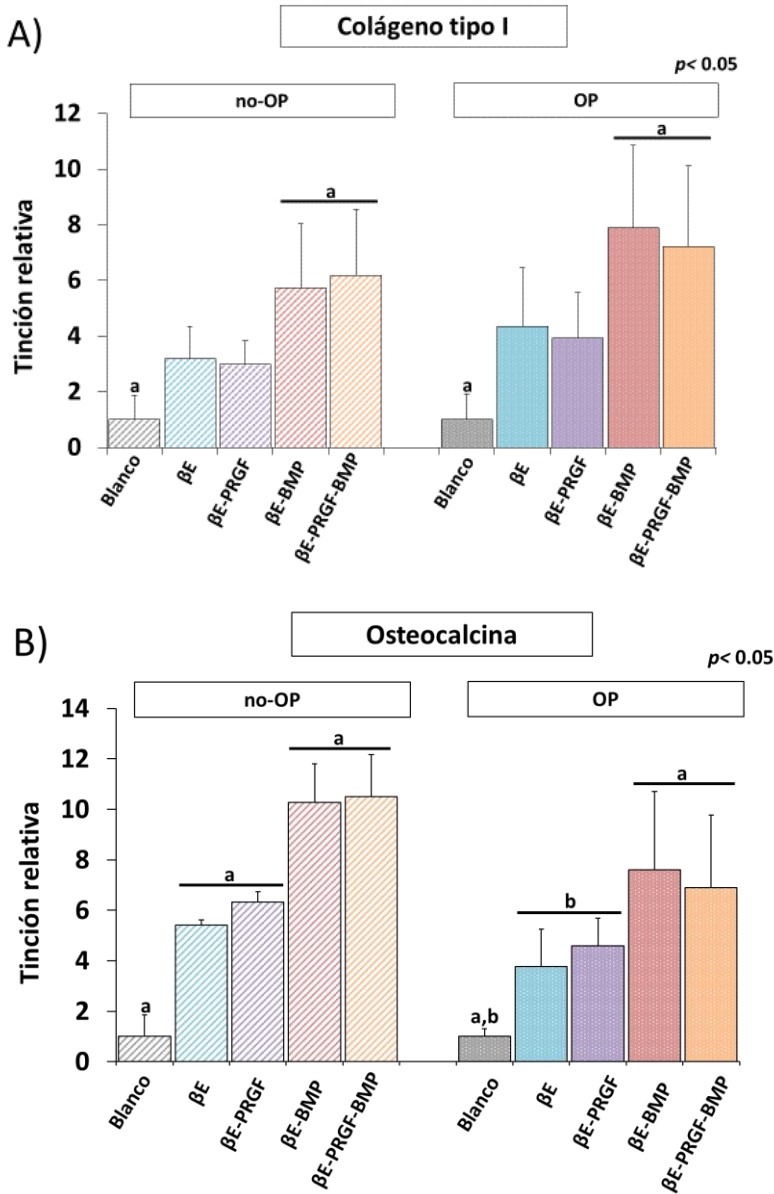 A)
Colágeno tipo I
p< 0.05
no-OP
OP
Tinción relativa
12
10
8
6
4
2
0
a
a
a
a
Blanco
βE
βE-PRGF
βE-BMP
βE-PRGF-BMP
Blanco
βE
βE-PRGF
βE-BMP
βE-PRGF-BMP
B)
Osteocalcina
p< 0.05
no-OP
OP
Tinción relativa
14
12
10
8
6
4
2
0
a
a
a
a,b
b
a
Blanco
βE
βE-PRGF
βE-BMP
βE-PRGF-BMP
Blanco
βE
βE-PRGF
βE-BMP
βE-PRGF-BMP